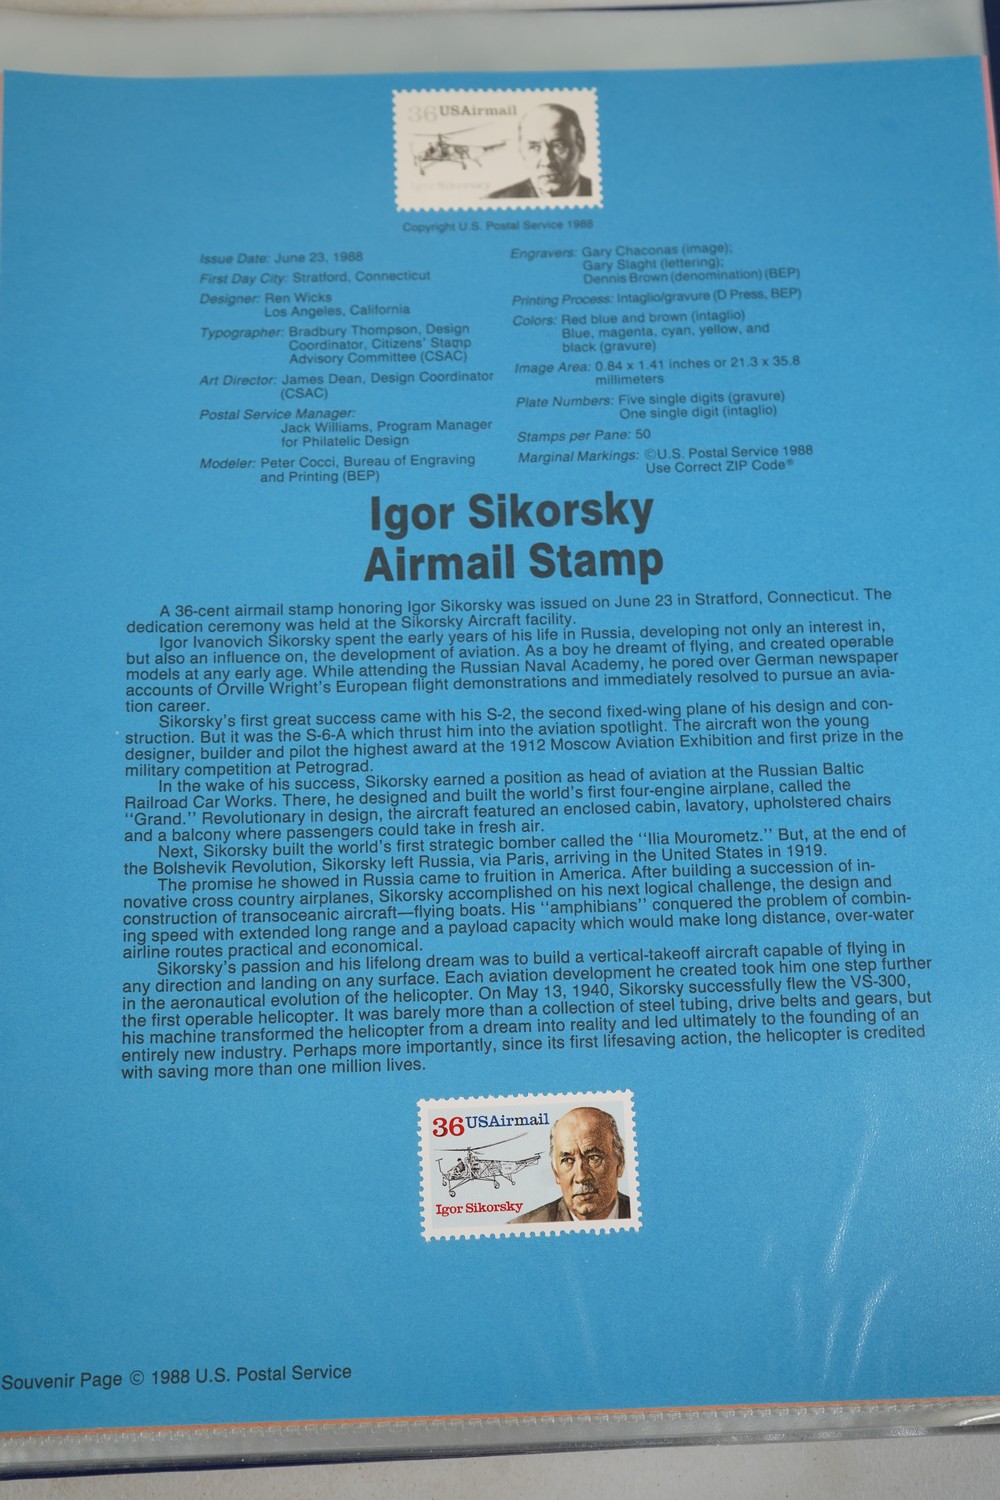 36 USAirmail
Igor Sikorsky
Copyright U.S. Postal Service 1988
Issue Date: June 23, 1988
First Day City: Stratford, Connecticut
Designer: Ren Wicks
Los Angeles, California
Typographer: Bradbury Thompson, Design
Coordinator, Citizens' Stamp
Advisory Committee (CSAC)
Art Director: James Dean, Design Coordinator
(CSAC)
Postal Service Manager:
Jack Williams, Program Manager
for Philatelic Design
Modeler: Peter Cocci, Bureau of Engraving
and Printing (BEP)
Engravers: Gary Chaconas (image);
Gary Slaght (lettering);
Dennis Brown (denomination) (BEP)
Printing Process: Intaglio/gravure (D Press, BEP)
Colors: Red blue and brown (intaglio)
Blue, magenta, cyan, yellow, and
black (gravure)
Image Area: 0.84 x 1.41 inches or 21.3 x 35.8
millimeters
Plate Numbers: Five single digits (gravure)
One single digit (intaglio)
Stamps per Pane: 50
Marginal Markings: ©U.S. Postal Service 1988
Use Correct ZIP Code®
Igor Sikorsky
Airmail Stamp
A 36-cent airmail stamp honoring Igor Sikorsky was issued on June 23 in Stratford, Connecticut. The
dedication ceremony was held at the Sikorsky Aircraft facility.
Igor Ivanovich Sikorsky spent the early years of his life in Russia, developing not only an interest in,
but also an influence on, the development of aviation. As a boy he dreamt of flying, and created operable
models at any early age. While attending the Russian Naval Academy, he pored over German newspaper
accounts of Orville Wright's European flight demonstrations and immediately resolved to pursue an avia-
tion career.
Sikorsky's first great success came with his S-2, the second fixed-wing plane of his design and con-
struction. But it was the S-6-A which thrust him into the aviation spotlight. The aircraft won the young
designer, builder and pilot the highest award at the 1912 Moscow Aviation Exhibition and first prize in the
military competition at Petrograd.
In the wake of his success, Sikorsky earned a position as head of aviation at the Russian Baltic
Railroad Car Works. There, he designed and built the world's first four-engine airplane, called the
''Grand.'' Revolutionary in design, the aircraft featured an enclosed cabin, lavatory, upholstered chairs
and a balcony where passengers could take in fresh air.
Next, Sikorsky built the world's first strategic bomber called the ''Ilia Mourometz.'' But, at the end of
the Bolshevik Revolution, Sikorsky left Russia, via Paris, arriving in the United States in 1919.
The promise he showed in Russia came to fruition in America. After building a succession of in-
novative cross country airplanes, Sikorsky accomplished on his next logical challenge, the design and
construction of transoceanic aircraft—flying boats. His ''amphibians'' conquered the problem of combin-
ing speed with extended long range and a payload capacity which would make long distance, over-water
airline routes practical and economical.
Sikorsky's passion and his lifelong dream was to build a vertical-takeoff aircraft capable of flying in
any direction and landing on any surface. Each aviation development he created took him one step further
in the aeronautical evolution of the helicopter. On May 13, 1940, Sikorsky successfully flew the VS-300,
the first operable helicopter. It was barely more than a collection of steel tubing, drive belts and gears, but
his machine transformed the helicopter from a dream into reality and led ultimately to the founding of an
entirely new industry. Perhaps more importantly, since its first lifesaving action, the helicopter is credited
with saving more than one million lives.
36 USAirmail
Igor Sikorsky
Souvenir Page © 1988 U.S. Postal Service